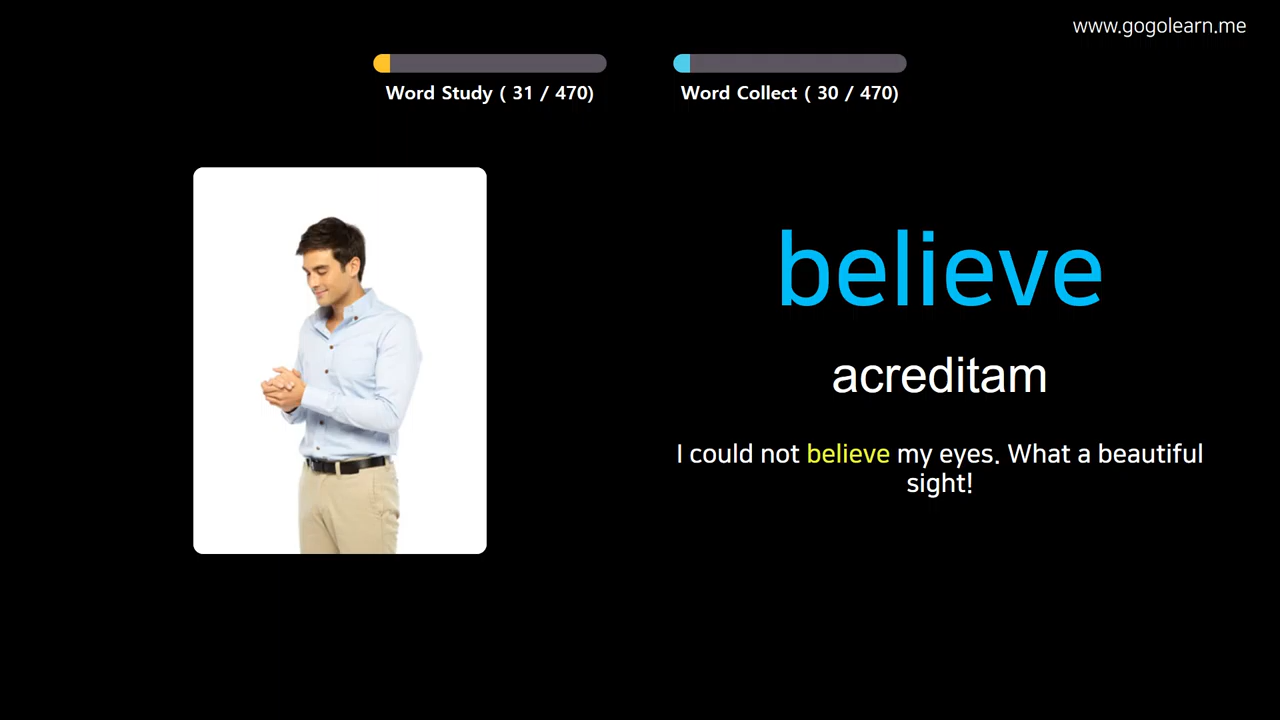 www.gogolearn.me
Word Study ( 31 / 470)
Word Collect ( 30 / 470)
believe
acreditam
I could not believe my eyes. What a beautiful
sight!